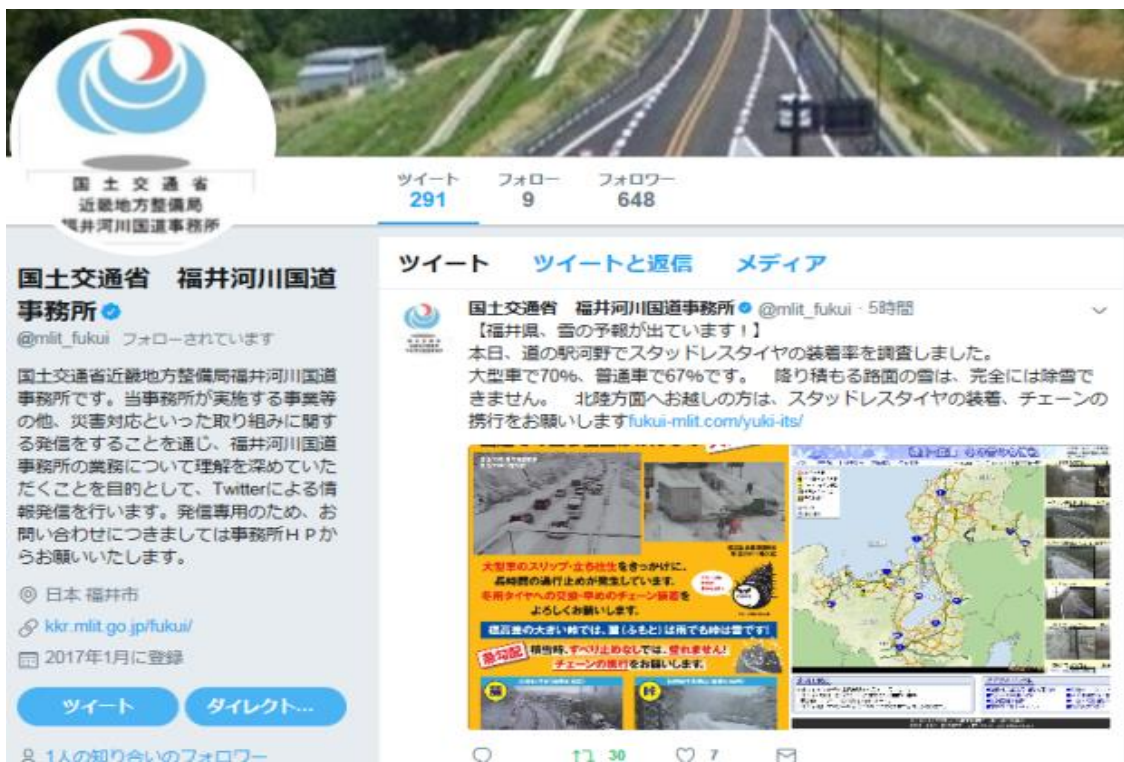 国土交通省
近畿地方整備局
福井河川国道事務所
ツイート
291
フォロー
9
フォロワー
648
国土交通省　福井河川国道
事務所
@mlit_fukui フォローされています
国土交通省近畿地方整備局福井河川国道
事務所です。当事務所が実施する事業等
の他、災害対応といった取り組みに関す
る発信をすることを通じ、福井河川国道
事務所の業務について理解を深めていた
だくことを目的として、Twitterによる情
報発信を行います。発信専用のため、お
問い合わせにつきましては事務所ＨＰか
らお願いいたします。
日本 福井市
kkr.mlit.go.jp/fukui/
2017年1月に登録
ツイート
ダイレクト...
1人の知り合いのフォロワー
ツイート
ツイートと返信
メディア
国土交通省　福井河川国道事務所 @mlit_fukui · 5時間
【福井県、雪の予報が出ています！】
本日、道の駅河野でスタッドレスタイヤの装着率を調査しました。
大型車で70%、普通車で67%です。　降り積もる路面の雪は、完全には除雪で
きません。　北陸方面へお越しの方は、スタッドレスタイヤの装着、チェーンの
携行をお願いしますfukui-mlit.com/yuki-its/
大型車のスリップ・立ち往生をきっかけに、
長時間の通行止めが発生しています。
冬用タイヤへの交換・早めのチェーン装着を
よろしくお願いします。
標高差の大きい峠では、麓（ふもと）は雨でも峠は雪です！
急勾配
積雪時、すべり止めなしでは、登れません！
チェーンの携行をお願いします。
麓
峠
30
7